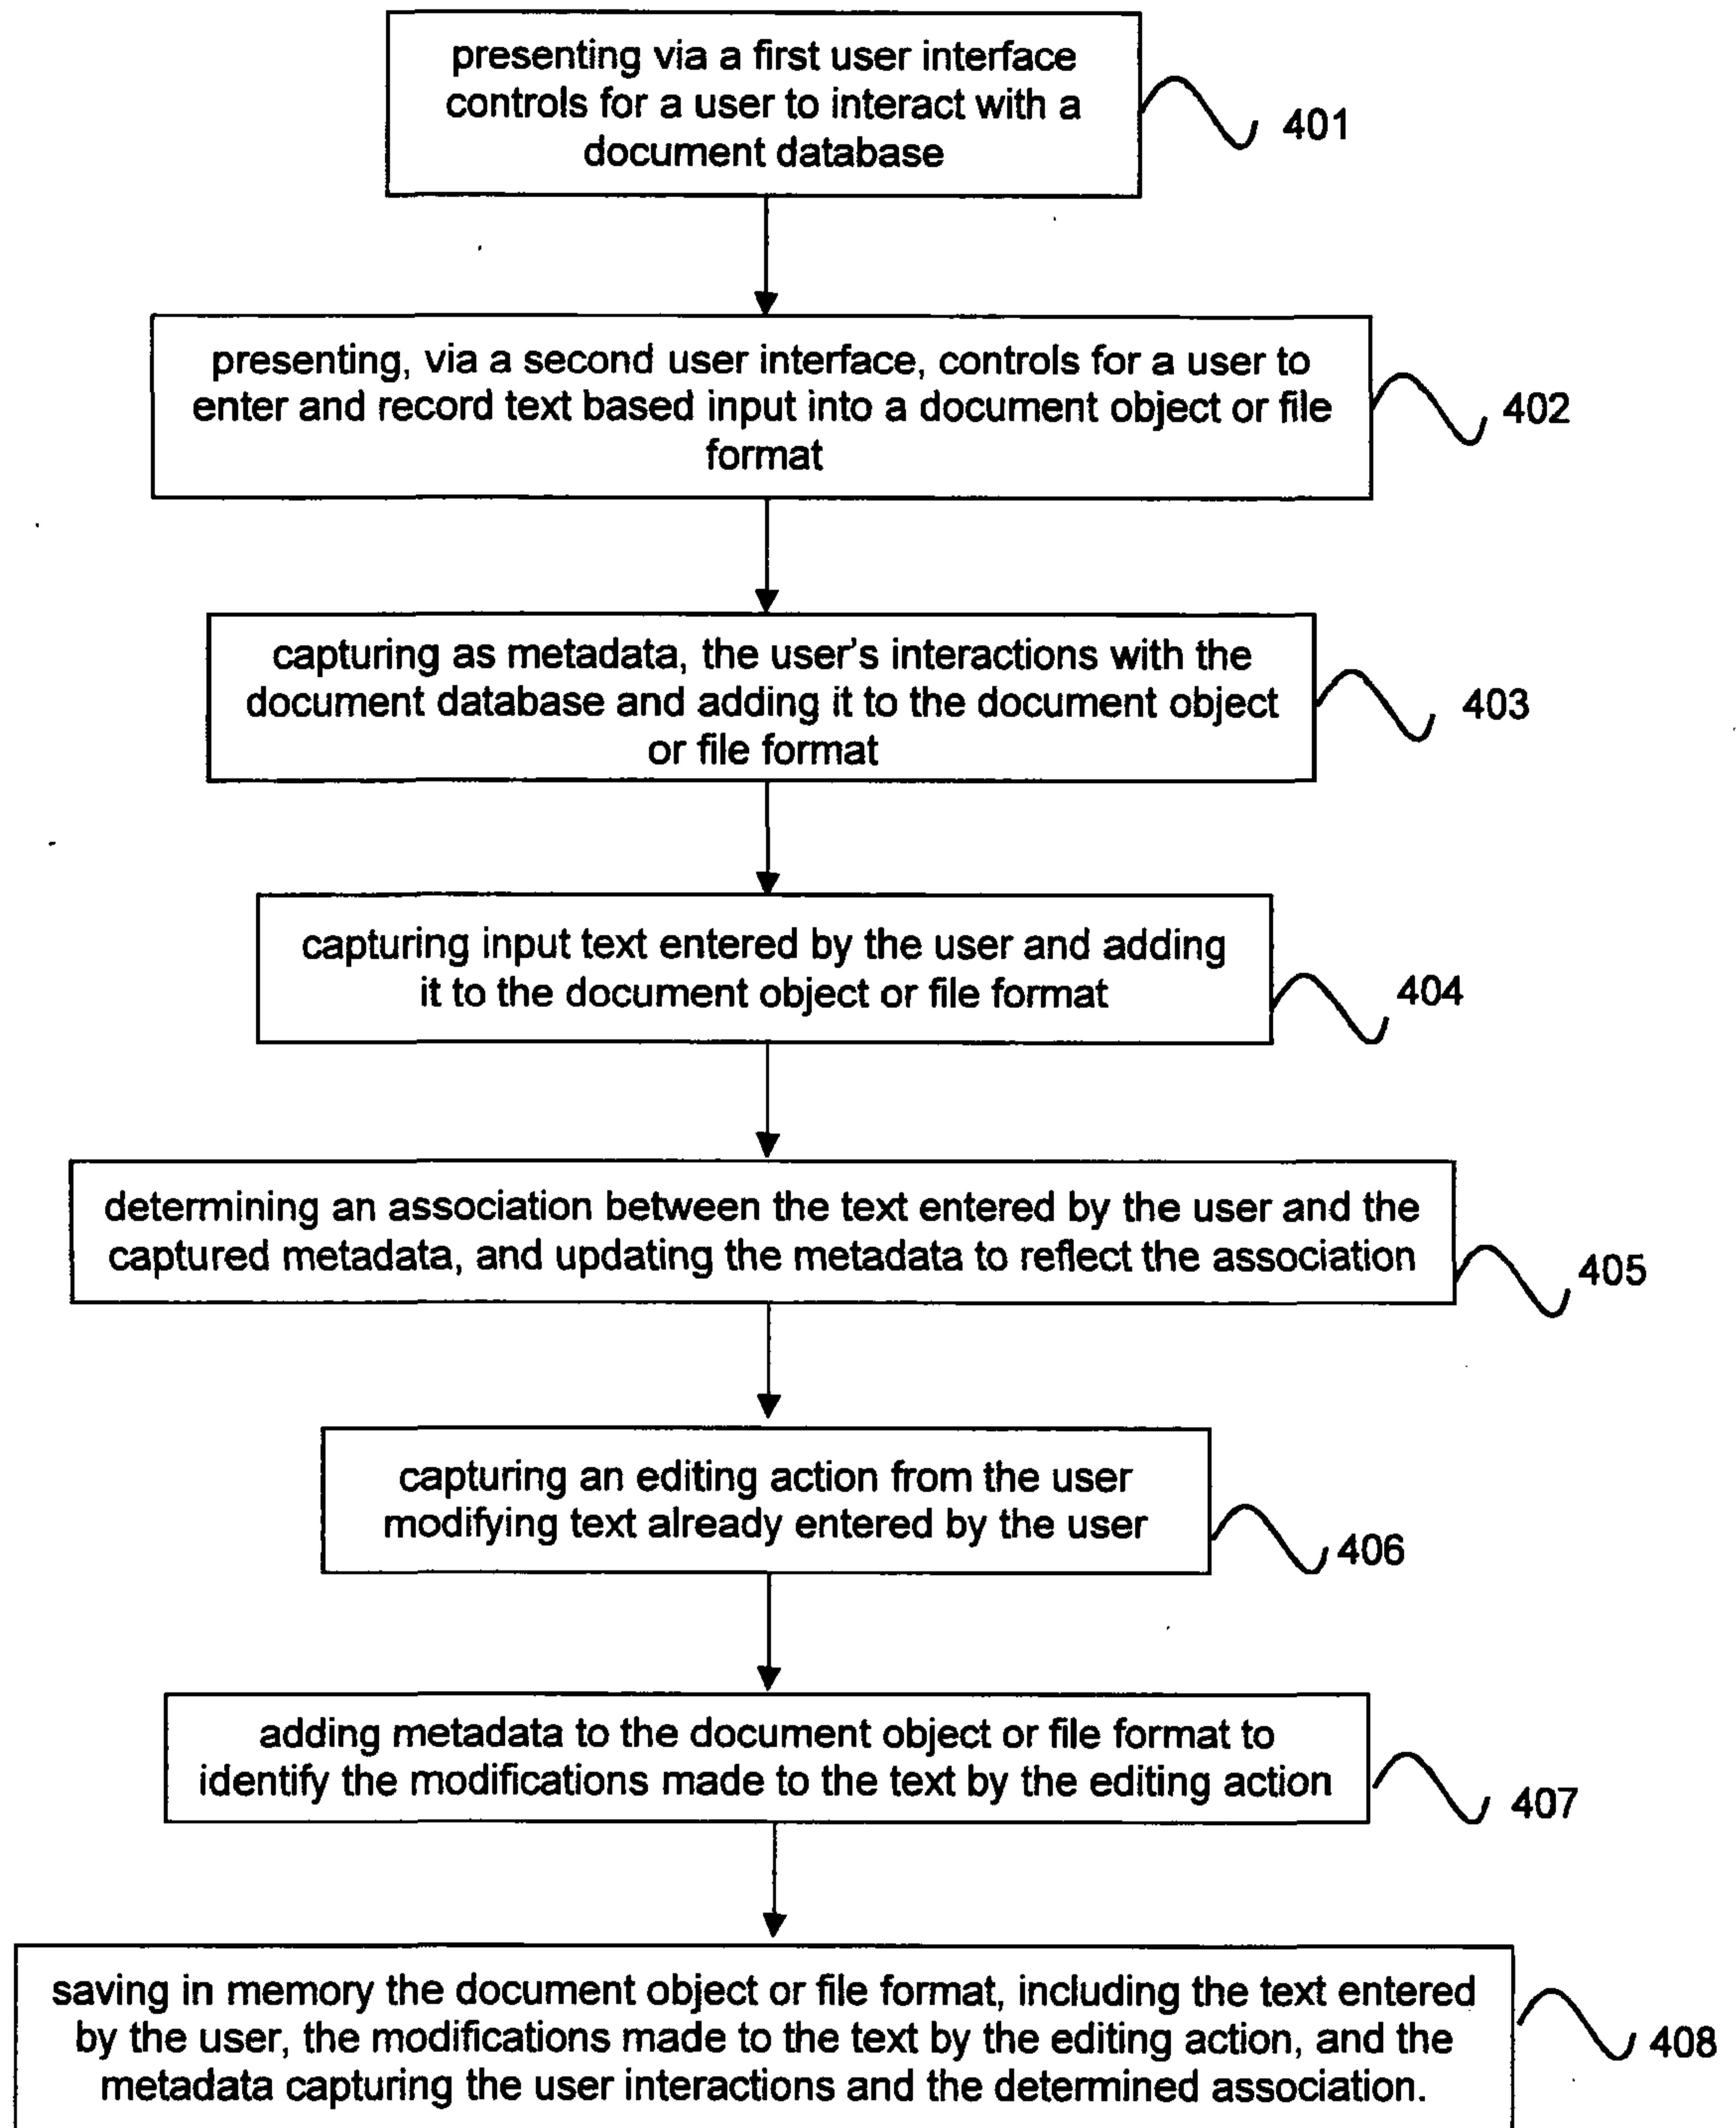 presenting via a first user interface
controls for a user to interact with a
document database
401
presenting, via a second user interface, controls for a user to
enter and record text based input into a document object or file
format
402
capturing as metadata, the user's interactions with the
document database and adding it to the document object
or file format
403
capturing input text entered by the user and adding
it to the document object or file format
404
determining an association between the text entered by the user and the
captured metadata, and updating the metadata to reflect the association
405
capturing an editing action from the user
modifying text already entered by the user
406
adding metadata to the document object or file format to
identify the modifications made to the text by the editing action
407
saving in memory the document object or file format, including the text entered
by the user, the modifications made to the text by the editing action, and the
metadata capturing the user interactions and the determined association.
408